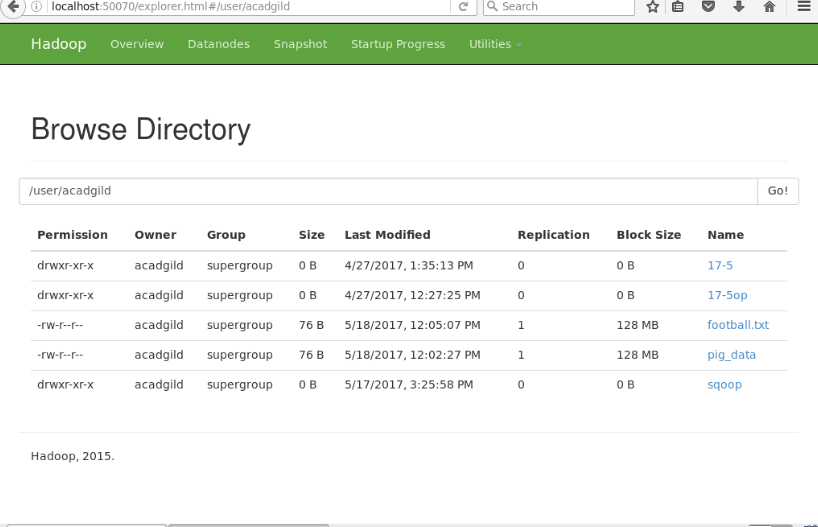 localhost:50070/explorer.html#/user/acadgild Search
Hadoop Overview Datanodes Snapshot Startup Progress Utilities
Browse Directory
/user/acadgild Go!
Permission Owner Group Size Last Modified Replication Block Size Name
drwxr-xr-x acadgild supergroup 0 B 4/27/2017, 1:35:13 PM 0 0 B 17-5
drwxr-xr-x acadgild supergroup 0 B 4/27/2017, 12:27:25 PM 0 0 B 17-5op
-rw-r--r-- acadgild supergroup 76 B 5/18/2017, 12:05:07 PM 1 128 MB football.txt
-rw-r--r-- acadgild supergroup 76 B 5/18/2017, 12:02:27 PM 1 128 MB pig_data
drwxr-xr-x acadgild supergroup 0 B 5/17/2017, 3:25:58 PM 0 0 B sqoop
Hadoop, 2015.